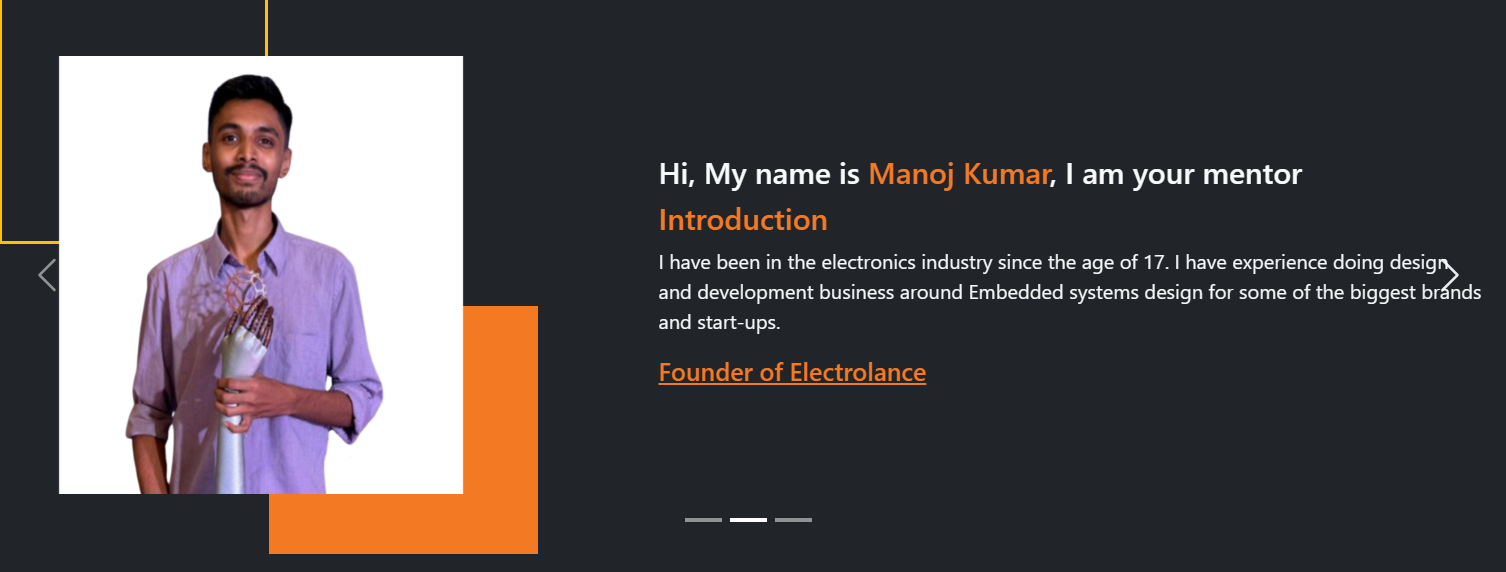 Hi, My name is Manoj Kumar, I am your mentor
Introduction
I have been in the electronics industry since the age of 17. I have experience doing design
and development business around Embedded systems design for some of the biggest brands
and start-ups.
Founder of Electrolance